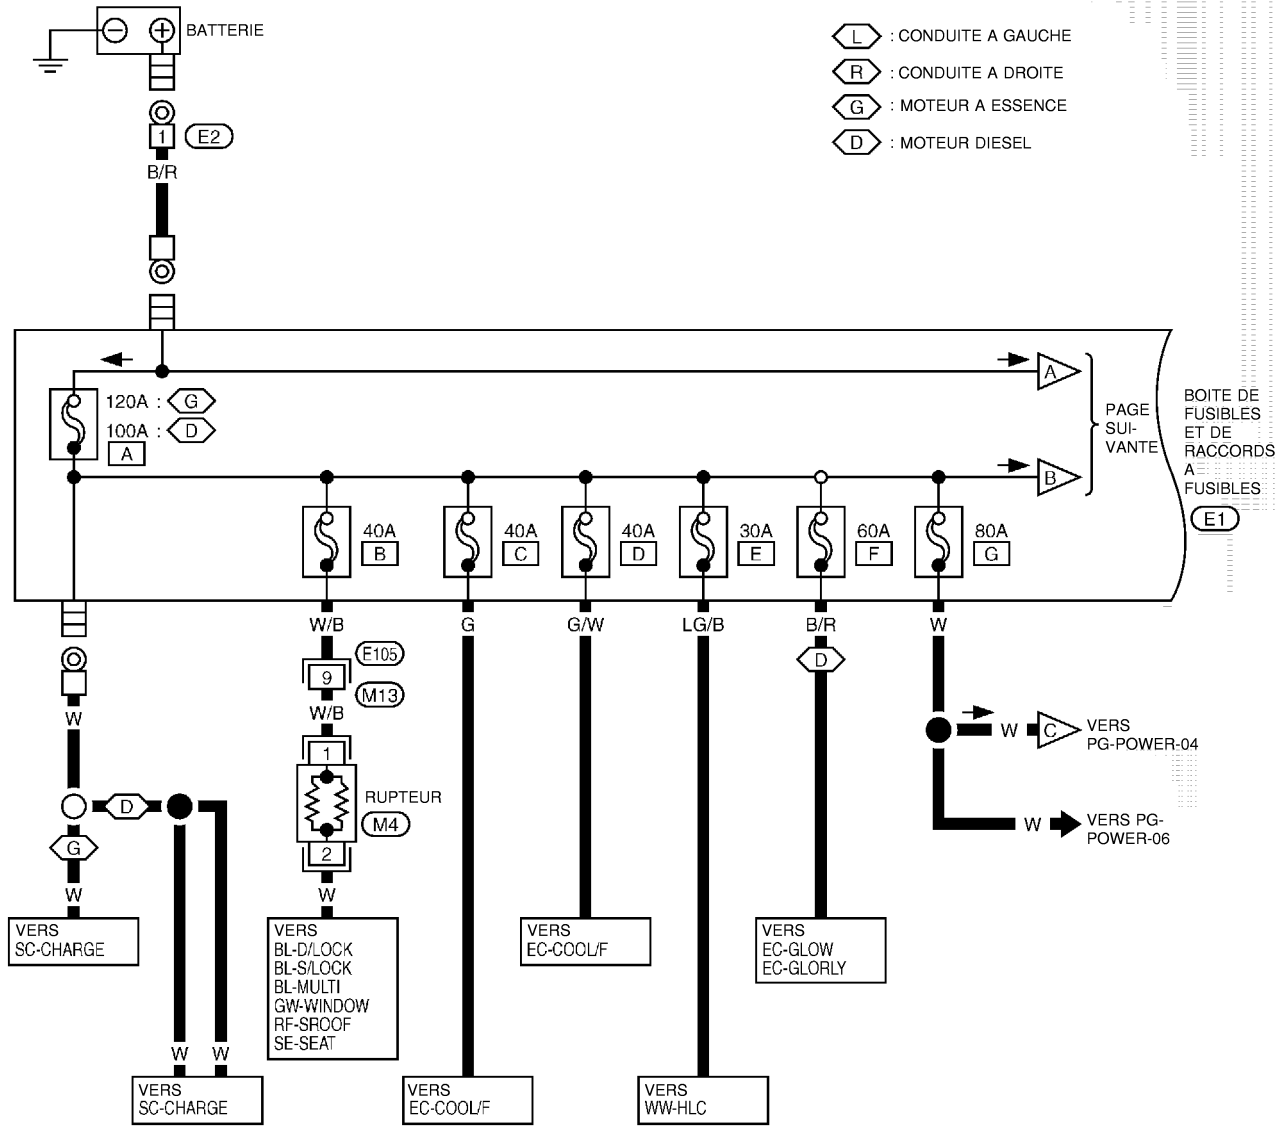 BATTERIE
L : CONDUITE A GAUCHE
R : CONDUITE A DROITE
G : MOTEUR A ESSENCE
D : MOTEUR DIESEL
1 E2
B/R
A
120A : G
100A : D
A
PAGE
SUI-
VANTE
BOITE DE
FUSIBLES
ET DE
RACCORDS
A
FUSIBLES
E1
B
40A
B
40A
C
40A
D
30A
E
60A
F
80A
G
W/B
G
G/W
LG/B
B/R
W
E105
9
M13
D
W/B
W
W
C
VERS
PG-POWER-04
1
RUPTEUR
M4
2
D
G
W
VERS PG-
POWER-06
W
W
VERS
SC-CHARGE
VERS
BL-D/LOCK
BL-S/LOCK
BL-MULTI
GW-WINDOW
RF-SROOF
SE-SEAT
VERS
EC-COOL/F
VERS
EC-GLOW
EC-GLORLY
W
W
VERS
SC-CHARGE
VERS
EC-COOL/F
VERS
WW-HLC